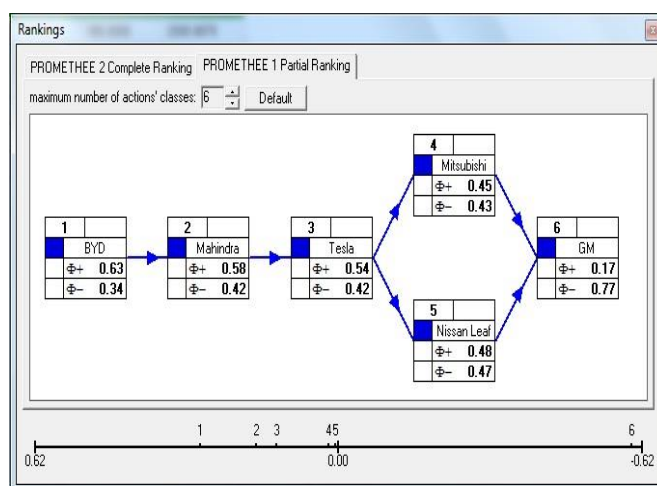 Rankings
PROMETHEE 2 Complete Ranking
PROMETHEE 1 Partial Ranking
maximum number of actions' classes: 6 Default
1
BYD
Φ+ 0.63
Φ− 0.34
2
Mahindra
Φ+ 0.58
Φ− 0.42
3
Tesla
Φ+ 0.54
Φ− 0.42
4
Mitsubishi
Φ+ 0.45
Φ− 0.43
5
Nissan Leaf
Φ+ 0.48
Φ− 0.47
6
GM
Φ+ 0.17
Φ− 0.77
1 2 3 45 6
0.62 0.00 -0.62